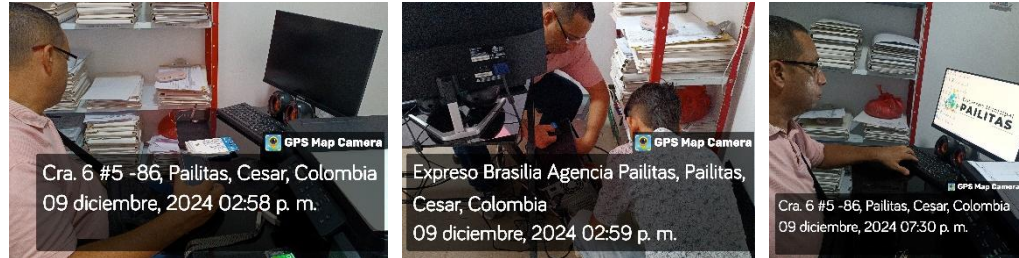 GPS Map Camera
Cra. 6 #5 -86, Pailitas, Cesar, Colombia
09 diciembre, 2024 02:58 p. m.
GPS Map Camera
Expreso Brasilia Agencia Pailitas, Pailitas,
Cesar, Colombia
09 diciembre, 2024 02:59 p. m.
PAILITAS
GPS Map Camera
Cra. 6 #5 -86, Pailitas, Cesar, Colombia
09 diciembre, 2024 07:30 p. m.